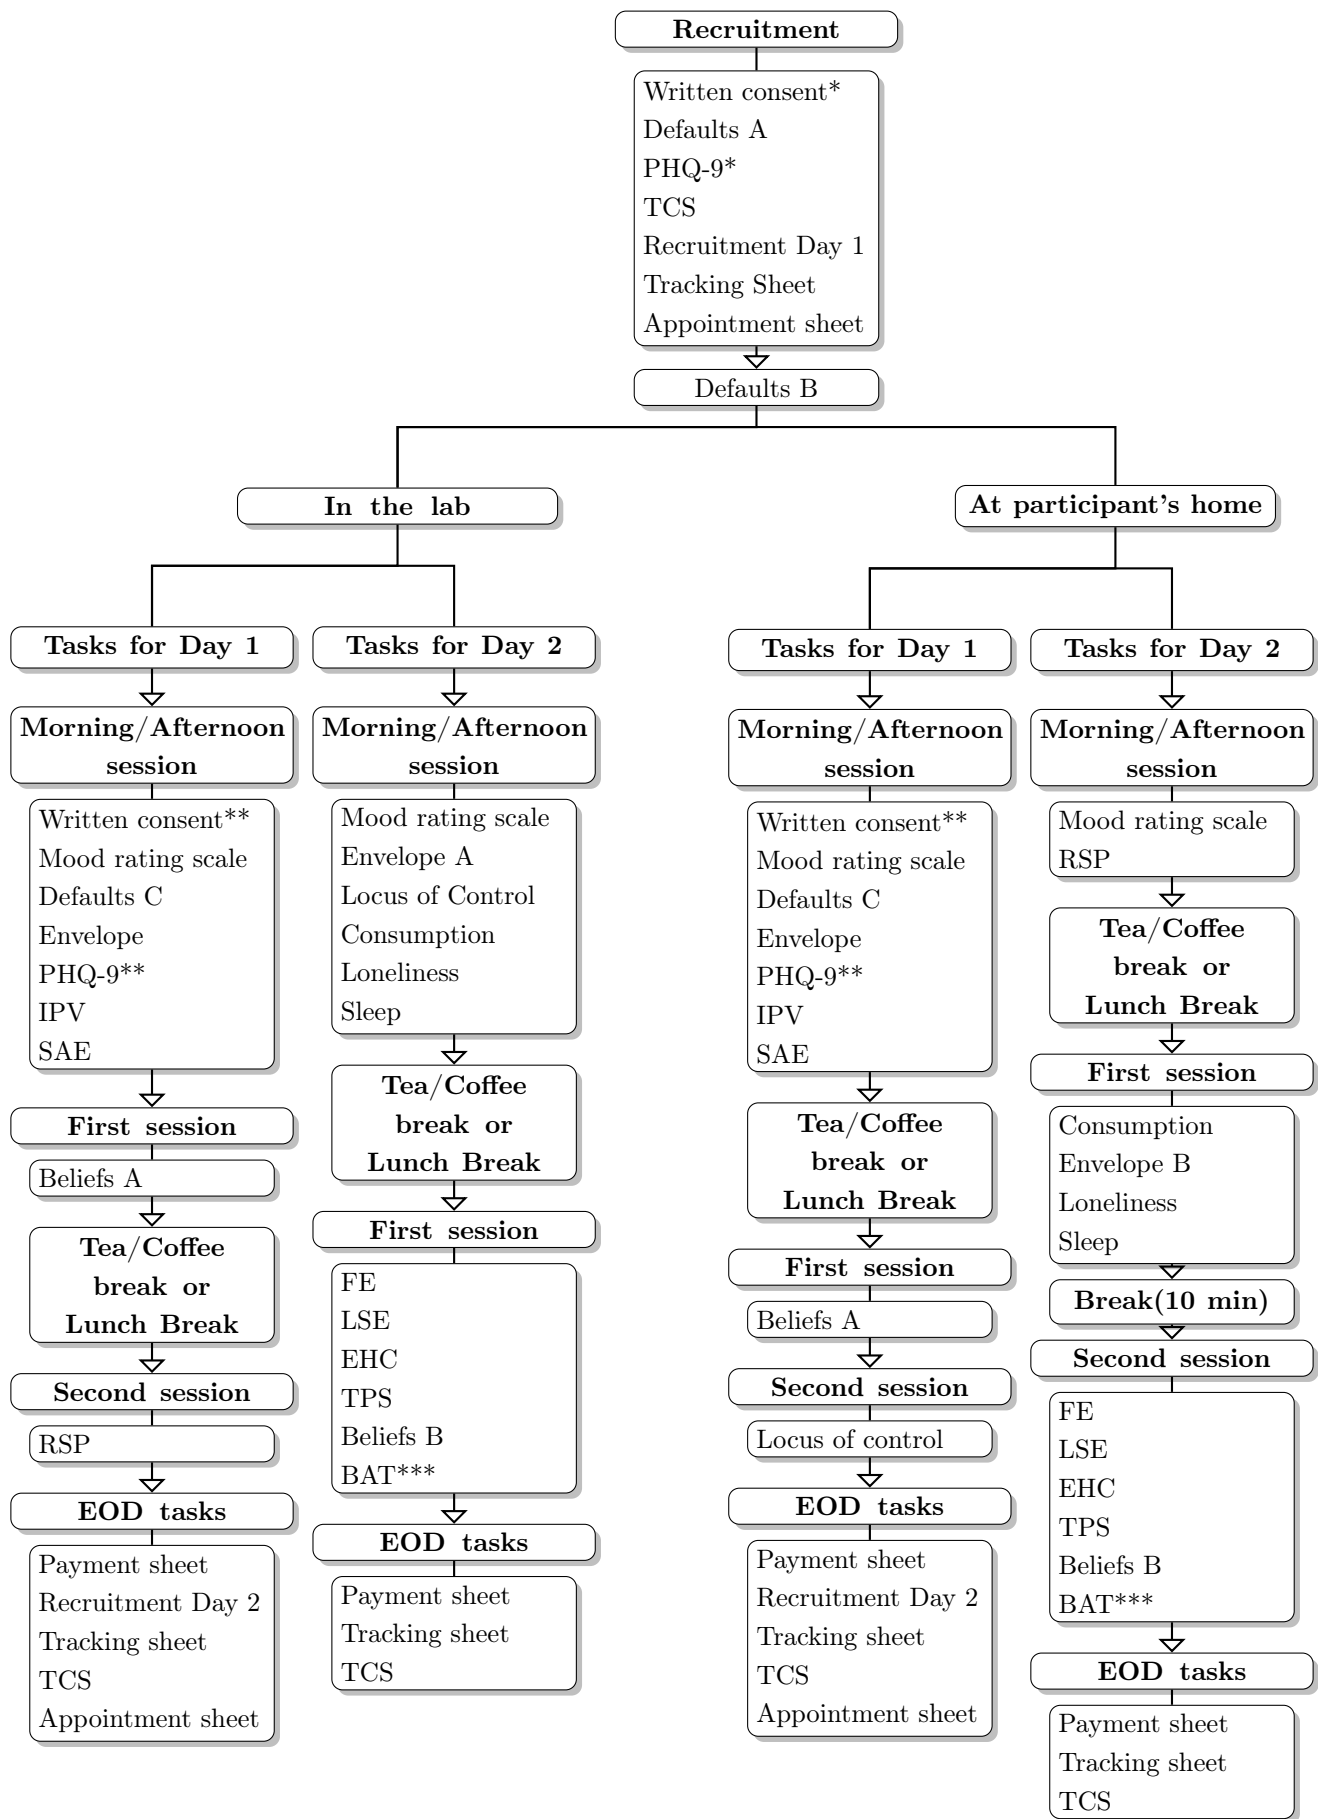 Recruitment
Written consent*
Defaults A
PHQ-9*
TCS
Recruitment Day 1
Tracking Sheet
Appointment sheet
Defaults B
In the lab
Tasks for Day 1
Morning/Afternoon
session
Written consent**
Mood rating scale
Defaults C
Envelope
PHQ-9**
IPV
SAE
First session
Beliefs A
Tea/Coffee
break or
Lunch Break
Second session
RSP
EOD tasks
Payment sheet
Recruitment Day 2
Tracking sheet
TCS
Appointment sheet
Tasks for Day 2
Morning/Afternoon
session
Mood rating scale
Envelope A
Locus of Control
Consumption
Loneliness
Sleep
Tea/Coffee
break or
Lunch Break
First session
FE
LSE
EHC
TPS
Beliefs B
BAT***
EOD tasks
Payment sheet
Tracking sheet
TCS
At participant's home
Tasks for Day 1
Morning/Afternoon
session
Written consent**
Mood rating scale
Defaults C
Envelope
PHQ-9**
IPV
SAE
Tea/Coffee
break or
Lunch Break
First session
Beliefs A
Second session
Locus of control
EOD tasks
Payment sheet
Recruitment Day 2
Tracking sheet
TCS
Appointment sheet
Tasks for Day 2
Morning/Afternoon
session
Mood rating scale
RSP
Tea/Coffee
break or
Lunch Break
First session
Consumption
Envelope B
Loneliness
Sleep
Break(10 min)
Second session
FE
LSE
EHC
TPS
Beliefs B
BAT***
EOD tasks
Payment sheet
Tracking sheet
TCS